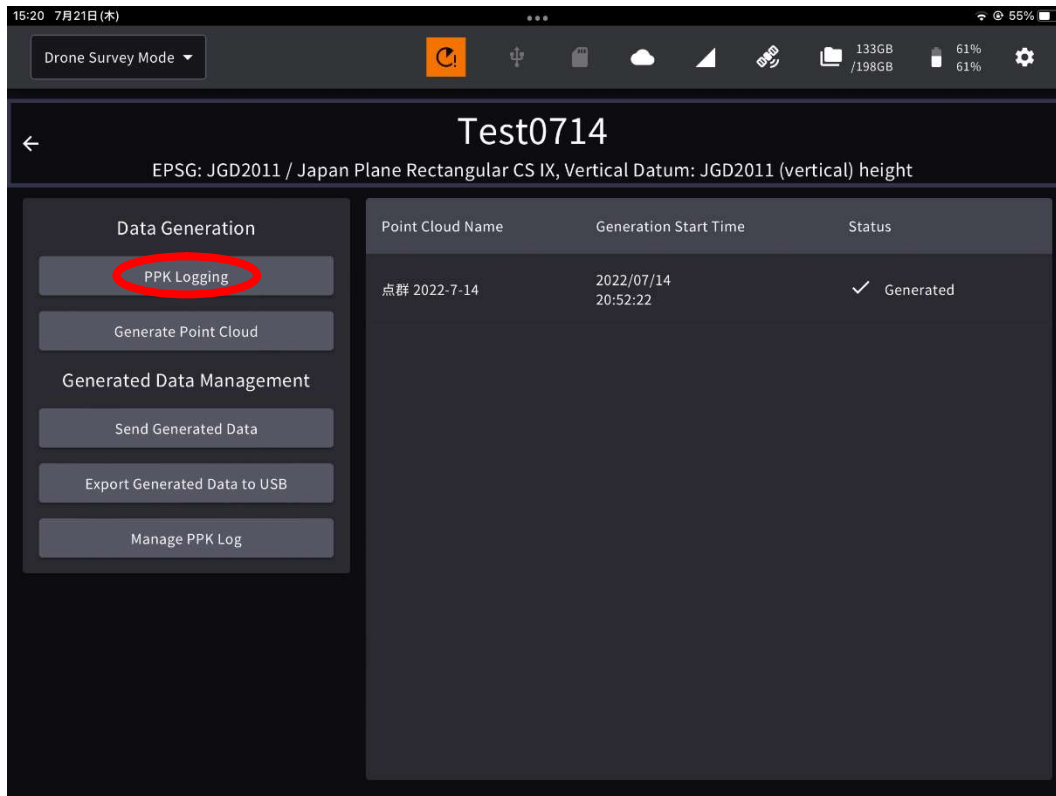 15:20 7月21日(木)
55%
Drone Survey Mode
133GB
/198GB
61%
61%
Test0714
EPSG: JGD2011 / Japan Plane Rectangular CS IX, Vertical Datum: JGD2011 (vertical) height
Data Generation
PPK Logging
Generate Point Cloud
Generated Data Management
Send Generated Data
Export Generated Data to USB
Manage PPK Log
Point Cloud Name Generation Start Time Status
点群 2022-7-14
2022/07/14
20:52:22
Generated